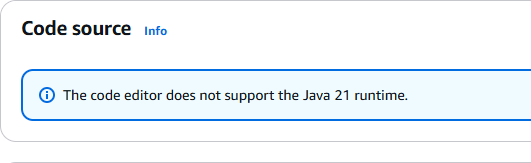 Code source Info
The code editor does not support the Java 21 runtime.